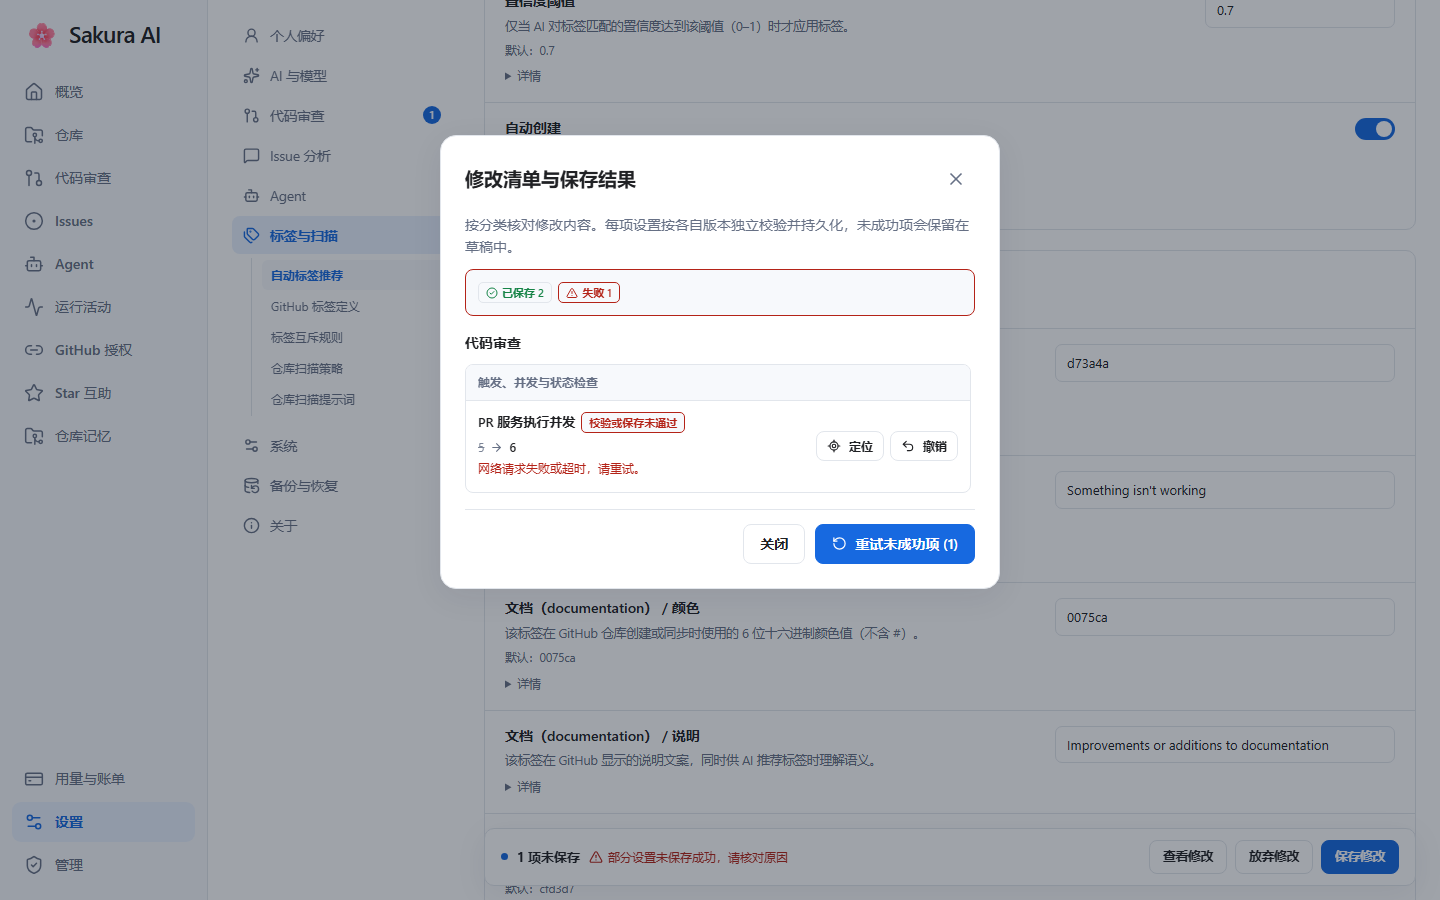 Sakura AI
概览
仓库
代码审查
Issues
Agent
运行活动
GitHub 授权
Star 互助
仓库记忆
用量与账单
设置
管理
个人偏好
AI 与模型
代码审查
1
Issue 分析
Agent
标签与扫描
自动标签推荐
GitHub 标签定义
标签互斥规则
仓库扫描策略
仓库扫描提示词
系统
备份与恢复
关于
置信度阈值
仅当 AI 对标签匹配的置信度达到该阈值（0–1）时才应用标签。
默认：0.7
详情
0.7
自动创建
修改清单与保存结果
按分类核对修改内容。每项设置按各自版本独立校验并持久化，未成功项会保留在
草稿中。
已保存 2
失败 1
代码审查
触发、并发与状态检查
PR 服务执行并发
校验或保存未通过
5 → 6
网络请求失败或超时，请重试。
定位
撤销
关闭
重试未成功项 (1)
d73a4a
Something isn't working
文档（documentation） / 颜色
该标签在 GitHub 仓库创建或同步时使用的 6 位十六进制颜色值（不含 #）。
默认：0075ca
详情
0075ca
文档（documentation） / 说明
该标签在 GitHub 显示的说明文案，同时供 AI 推荐标签时理解语义。
详情
Improvements or additions to documentation
1 项未保存
部分设置未保存成功，请核对原因
查看修改
放弃修改
保存修改
默认：cfd3d7